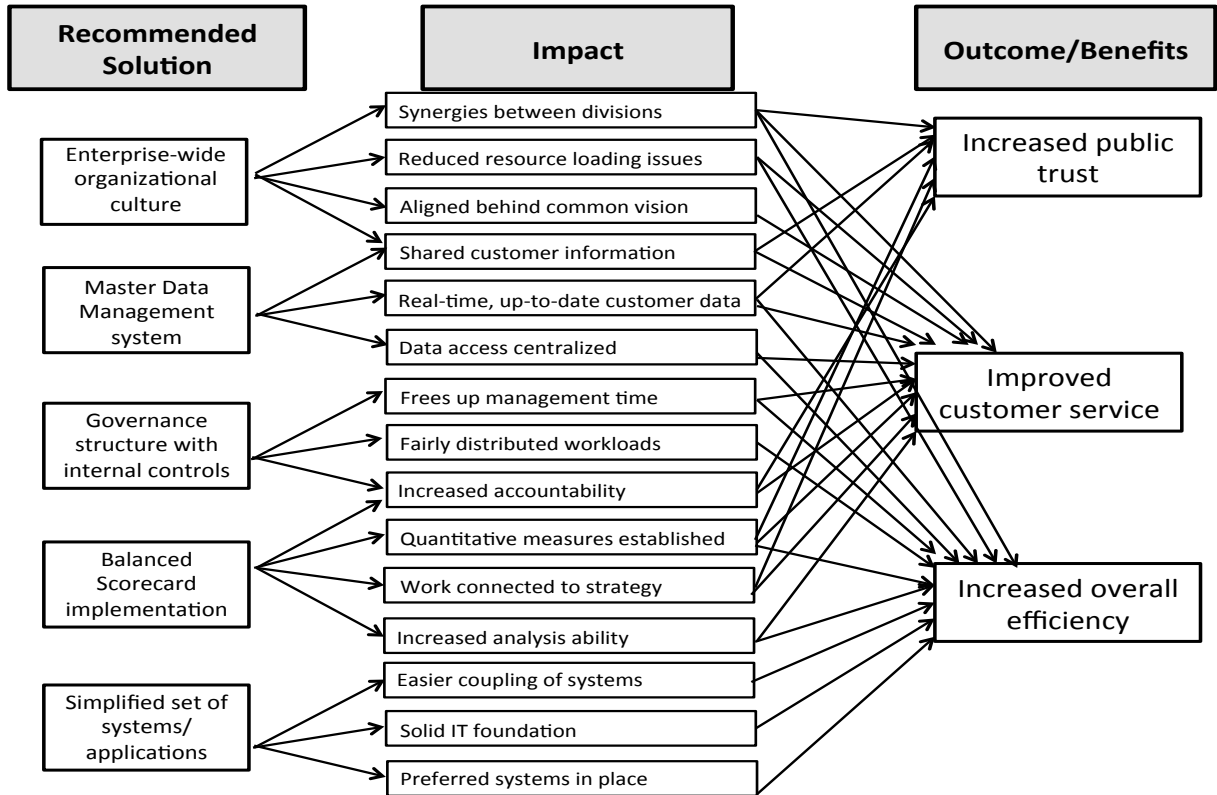 Recommended
Solution
Impact
Outcome/Benefits
Enterprise-wide
organizational
culture
Master Data
Management
system
Governance
structure with
internal controls
Balanced
Scorecard
implementation
Simplified set of
systems/
applications
Synergies between divisions
Reduced resource loading issues
Aligned behind common vision
Shared customer information
Real-time, up-to-date customer data
Data access centralized
Frees up management time
Fairly distributed workloads
Increased accountability
Quantitative measures established
Work connected to strategy
Increased analysis ability
Easier coupling of systems
Solid IT foundation
Preferred systems in place
Increased public
trust
Improved
customer service
Increased overall
efficiency